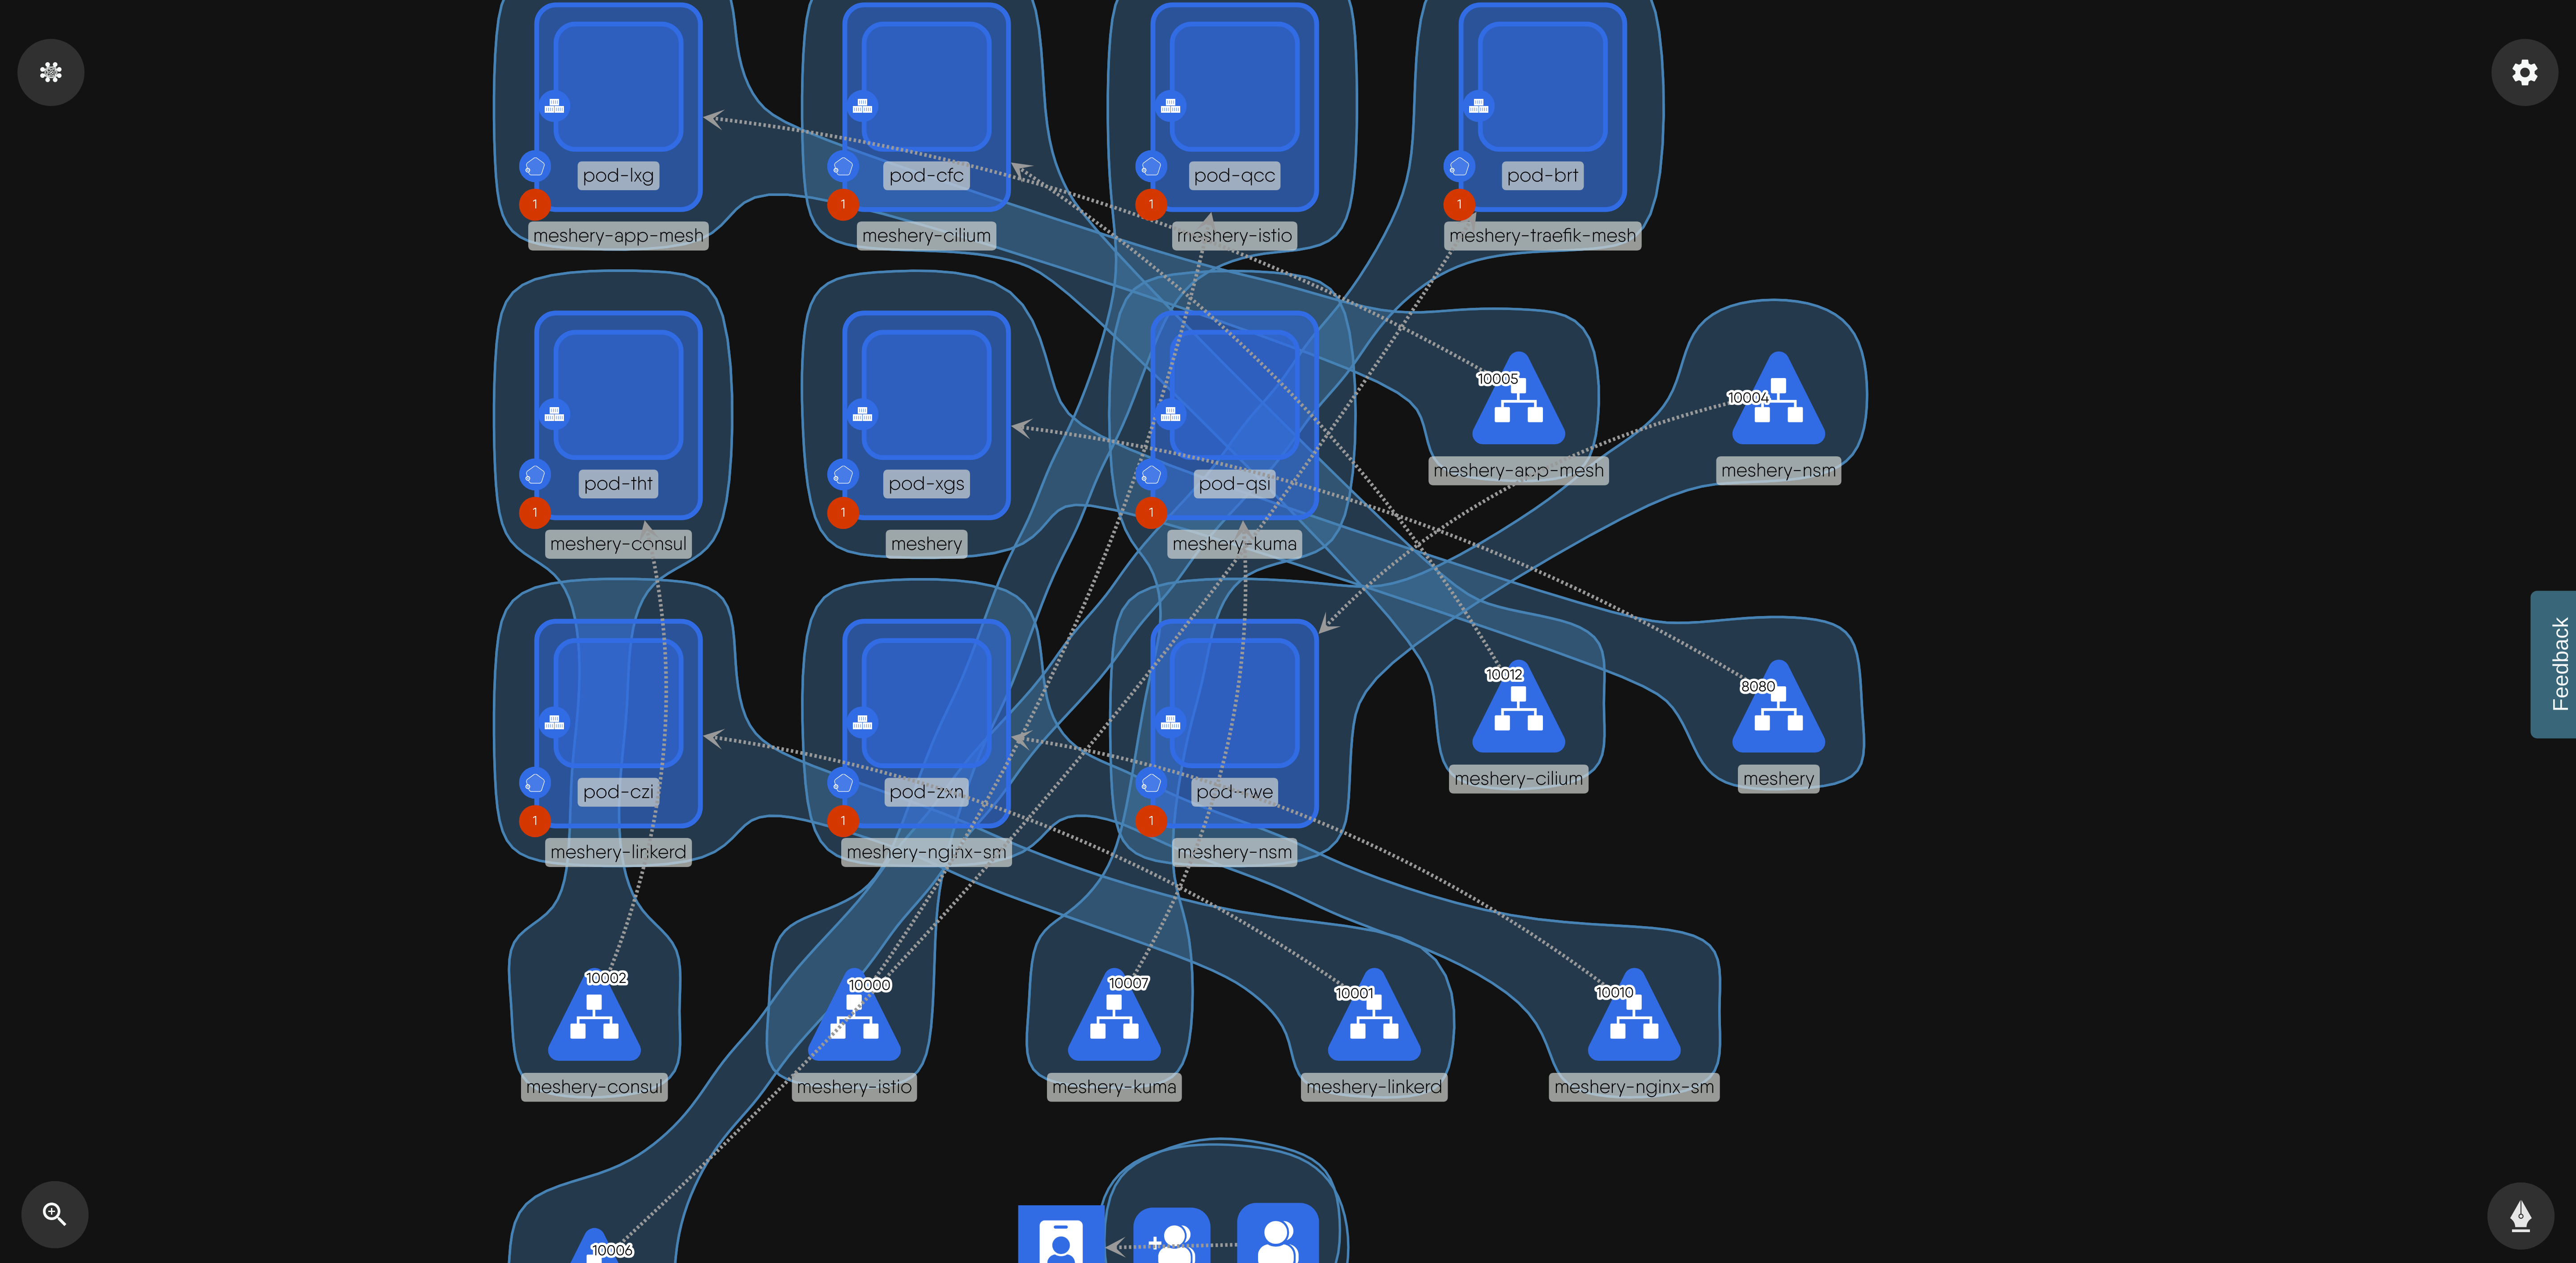 pod-lxg
pod-cfc
pod-qcc
pod-brt
1
1
1
1
meshery-app-mesh
meshery-cilium
meshery-istio
meshery-traefik-mesh
10005
10004
meshery-app-mesh
meshery-nsm
pod-tht
pod-xgs
pod-qsi
1
1
1
meshery-consul
meshery
meshery-kuma
10012
8080
meshery-cilium
meshery
pod-czi
pod-zxn
pod-rwe
1
1
1
meshery-linkerd
meshery-nginx-sm
meshery-nsm
10002
10000
10007
10001
10010
meshery-consul
meshery-istio
meshery-kuma
meshery-linkerd
meshery-nginx-sm
10006
Feedback